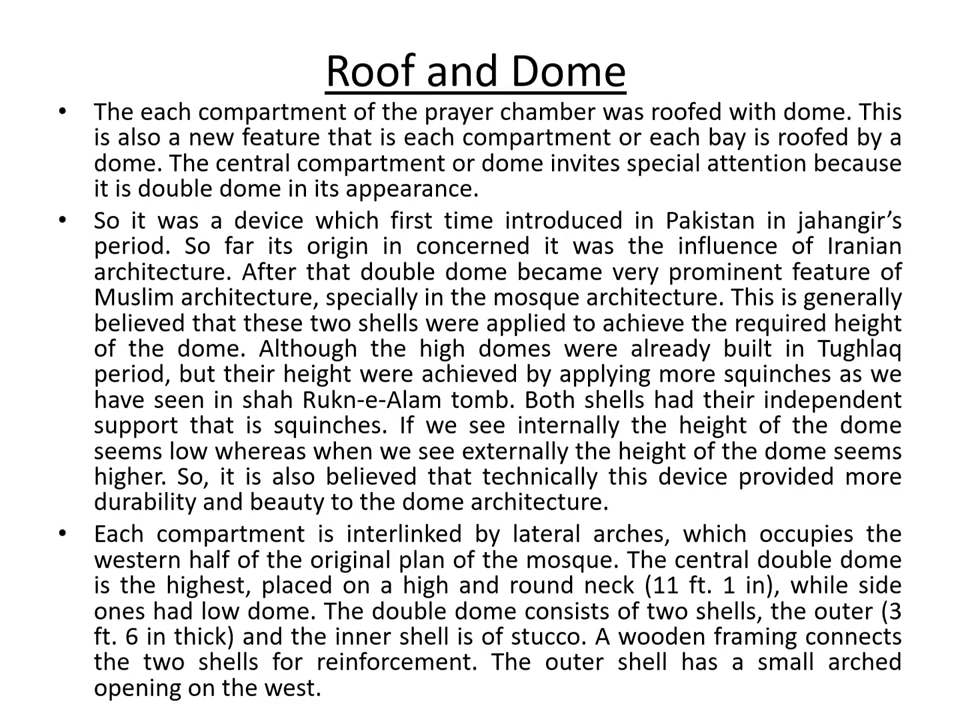 Roof and Dome
• The each compartment of the prayer chamber was roofed with dome. This
is also a new feature that is each compartment or each bay is roofed by a
dome. The central compartment or dome invites special attention because
it is double dome in its appearance.
• So it was a device which first time introduced in Pakistan in jahangir’s
period. So far its origin in concerned it was the influence of Iranian
architecture. After that double dome became very prominent feature of
Muslim architecture, specially in the mosque architecture. This is generally
believed that these two shells were applied to achieve the required height
of the dome. Although the high domes were already built in Tughlaq
period, but their height were achieved by applying more squinches as we
have seen in shah Rukn-e-Alam tomb. Both shells had their independent
support that is squinches. If we see internally the height of the dome
seems low whereas when we see externally the height of the dome seems
higher. So, it is also believed that technically this device provided more
durability and beauty to the dome architecture.
• Each compartment is interlinked by lateral arches, which occupies the
western half of the original plan of the mosque. The central double dome
is the highest, placed on a high and round neck (11 ft. 1 in), while side
ones had low dome. The double dome consists of two shells, the outer (3
ft. 6 in thick) and the inner shell is of stucco. A wooden framing connects
the two shells for reinforcement. The outer shell has a small arched
opening on the west.